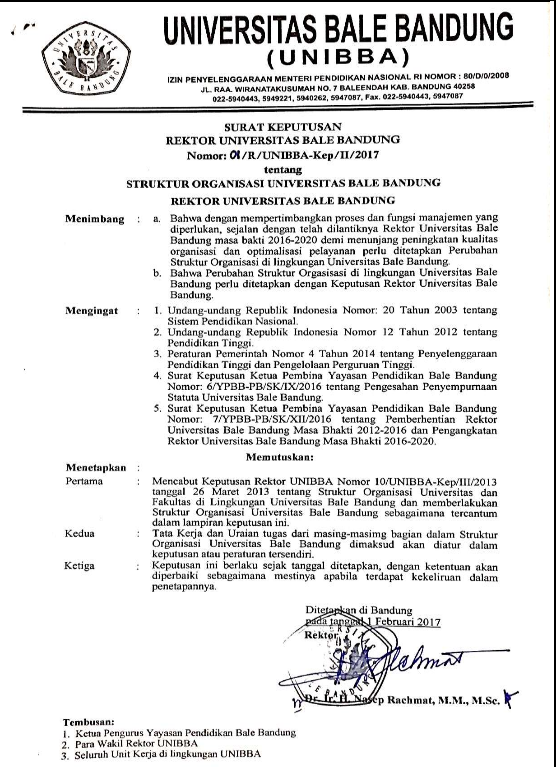 UNIVERSITAS BALE BANDUNG
UNIVERSITAS BALE BANDUNG
(UNIBBA)
IZIN PENYELENGGARAAN MENTERI PENDIDIKAN NASIONAL RI NOMOR : 80/D/0/2008
JL. RAA. WIRANATAKUSUMAH NO. 7 BALEENDAH KAB. BANDUNG 40258
022-5940443, 5949221, 5940262, 5947087, Fax. 022-5940443, 5947087
SURAT KEPUTUSAN
REKTOR UNIVERSITAS BALE BANDUNG
Nomor: 01/R/UNIBBA-Kep/II/2017
tentang
STRUKTUR ORGANISASI UNIVERSITAS BALE BANDUNG
REKTOR UNIVERSITAS BALE BANDUNG
Menimbang : a. Bahwa dengan mempertimbangkan proses dan fungsi manajemen yang
diperlukan, sejalan dengan telah dilantiknya Rektor Universitas Bale
Bandung masa bakti 2016-2020 demi menunjang peningkatan kualitas
organisasi dan optimalisasi pelayanan perlu ditetapkan Perubahan
Struktur Organisasi di lingkungan Universitas Bale Bandung.
b. Bahwa Perubahan Struktur Orgasisasi di lingkungan Universitas Bale
Bandung perlu ditetapkan dengan Keputusan Rektor Universitas Bale
Bandung.
Mengingat : 1. Undang-undang Republik Indonesia Nomor: 20 Tahun 2003 tentang
Sistem Pendidikan Nasional.
2. Undang-undang Republik Indonesia Nomor 12 Tahun 2012 tentang
Pendidikan Tinggi.
3. Peraturan Pemerintah Nomor 4 Tahun 2014 tentang Penyelenggaraan
Pendidikan Tinggi dan Pengelolaan Perguruan Tinggi.
4. Surat Keputusan Ketua Pembina Yayasan Pendidikan Bale Bandung
Nomor: 6/YPBB-PB/SK/IX/2016 tentang Pengesahan Penyempurnaan
Statuta Universitas Bale Bandung.
5. Surat Keputusan Ketua Pembina Yayasan Pendidikan Bale Bandung
Nomor: 7/YPBB-PB/SK/XII/2016 tentang Pemberhentian Rektor
Universitas Bale Bandung Masa Bhakti 2012-2016 dan Pengangkatan
Rektor Universitas Bale Bandung Masa Bhakti 2016-2020.
Memutuskan:
Menetapkan :
Pertama : Mencabut Keputusan Rektor UNIBBA Nomor 10/UNIBBA-Kep/III/2013
tanggal 26 Maret 2013 tentang Struktur Organisasi Universitas dan
Fakultas di Lingkungan Universitas Bale Bandung dan memberlakukan
Struktur Organisasi Universitas Bale Bandung sebagaimana tercantum
dalam lampiran keputusan ini.
Kedua : Tata Kerja dan Uraian tugas dari masing-masimg bagian dalam Struktur
Organisasi Universitas Bale Bandung dimaksud akan diatur dalam
keputusan atau peraturan tersendiri.
Ketiga : Keputusan ini berlaku sejak tanggal ditetapkan, dengan ketentuan akan
diperbaiki sebagaimana mestinya apabila terdapat kekeliruan dalam
penetapannya.
Ditetapkan di Bandung
pada tanggal 1 Februari 2017
Rektor
Rachmat
Dr. Ir. H. Nasep Rachmat, M.M., M.Sc.
Tembusan:
1. Ketua Pengurus Yayasan Pendidikan Bale Bandung
2. Para Wakil Rektor UNIBBA
3. Seluruh Unit Kerja di lingkungan UNIBBA